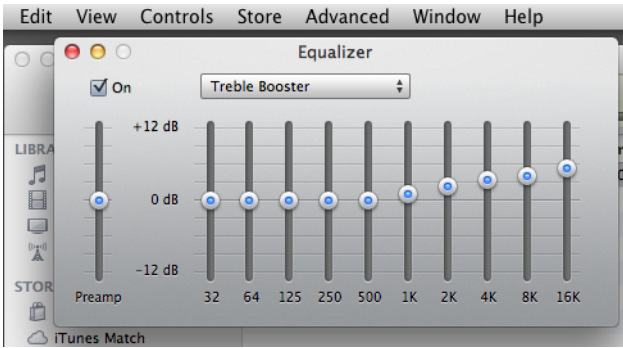 Edit View Controls Store Advanced Window Help
Equalizer
On Treble Booster
+12 dB
LIBRA
0 dB
-12 dB
STOR
Preamp 32 64 125 250 500 1K 2K 4K 8K 16K
iTunes Match